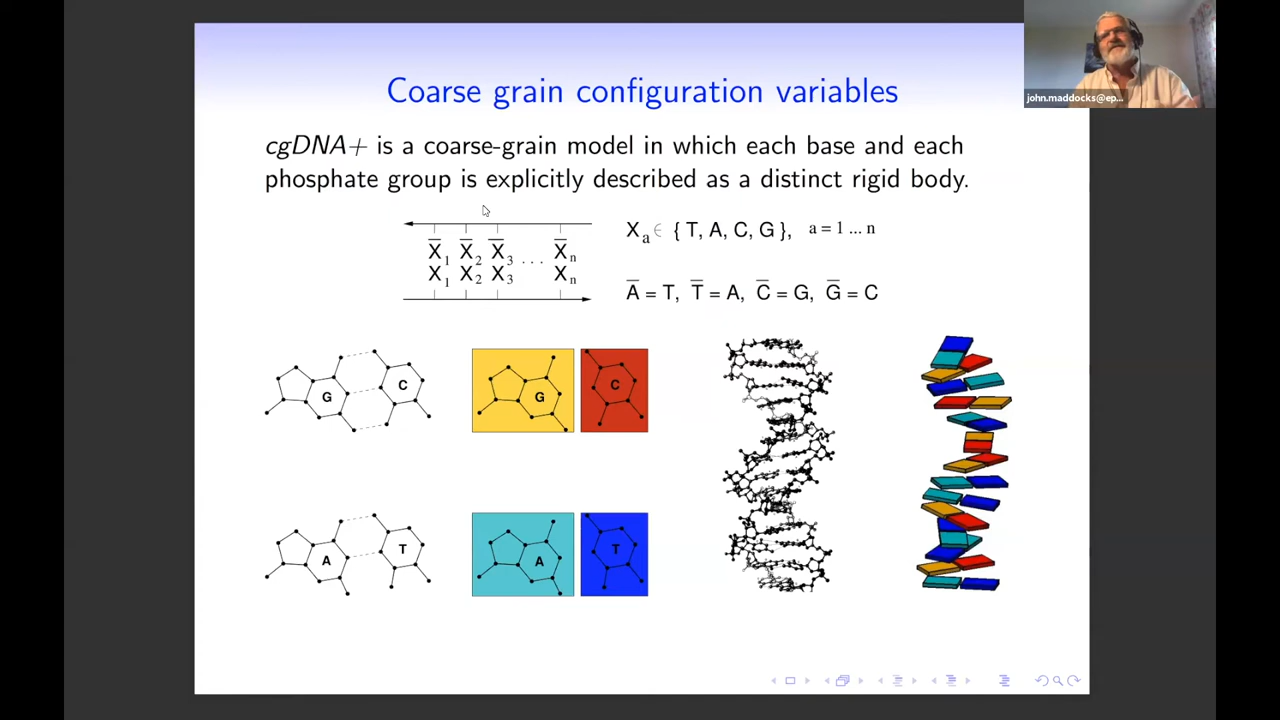 Coarse grain configuration variables
john.maddocks@ep...
cgDNA+ is a coarse-grain model in which each base and each
phosphate group is explicitly described as a distinct rigid body.
X̅₁ X̅₂ X̅₃ . . . X̅ₙ
X₁ X₂ X₃ Xₙ
Xₐ ∈ { T, A, C, G }, a = 1 ... n
A̅ = T, T̅ = A, C̅ = G, G̅ = C
G C G C
A T A T